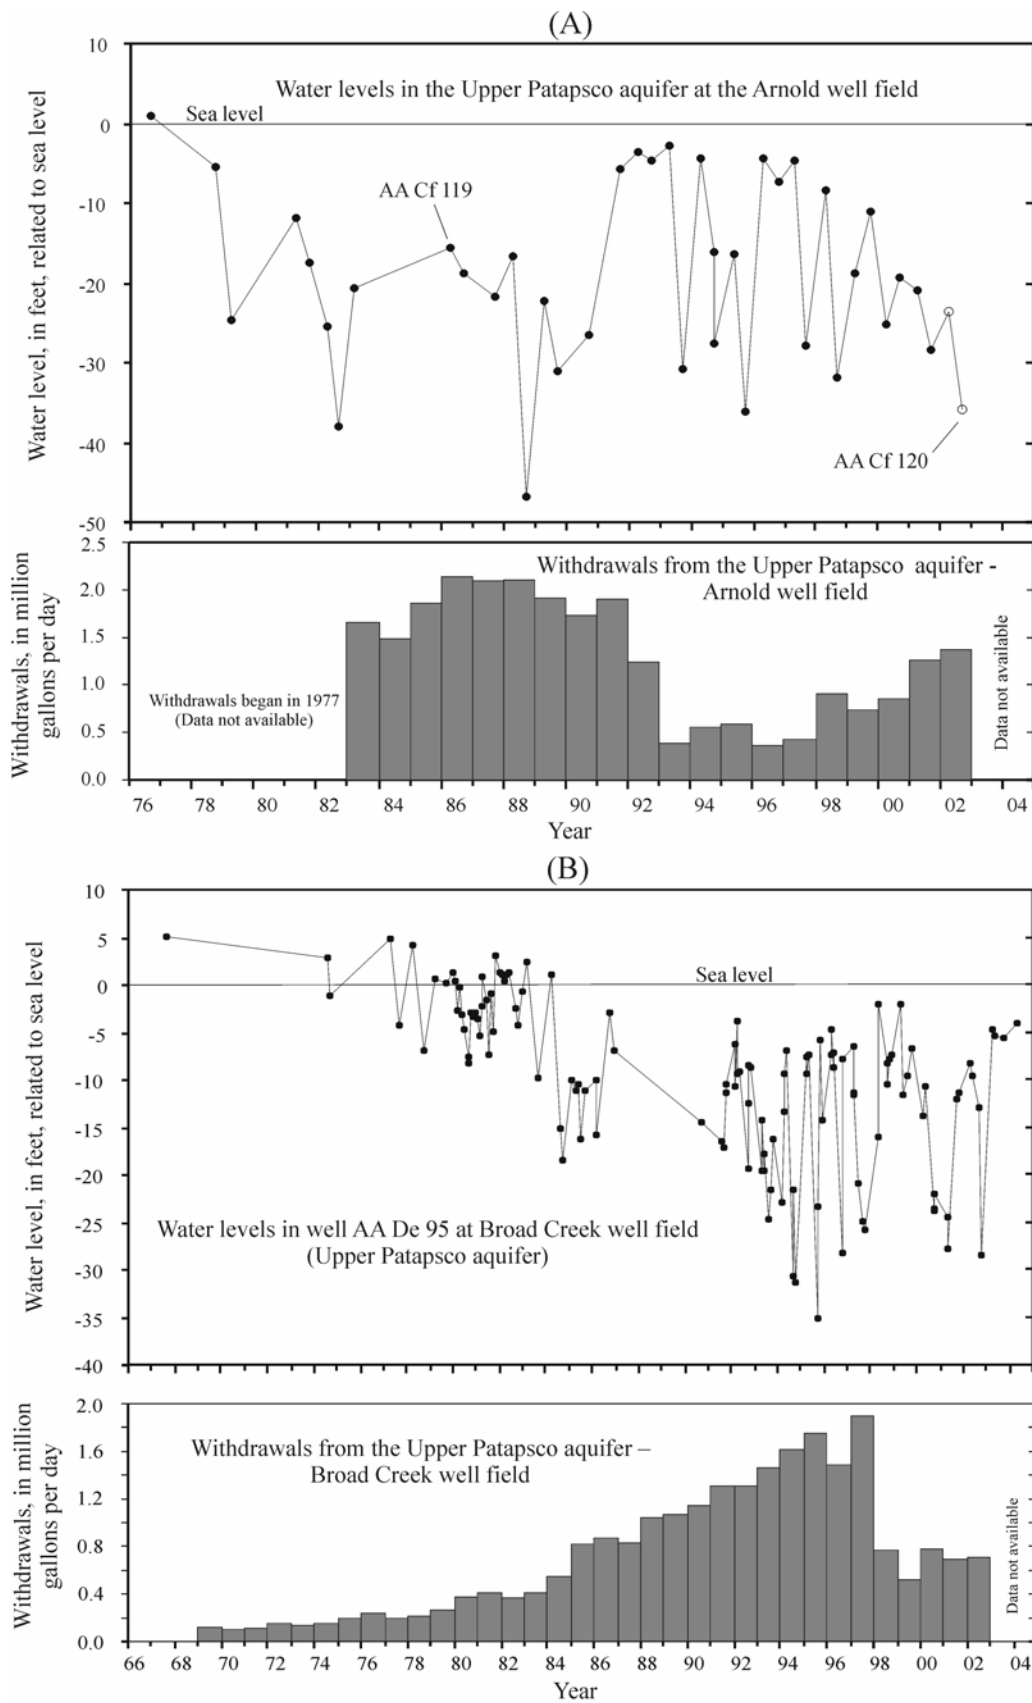 (A)
Water level, in feet, related to sea level
10
0
-10
-20
-30
-40
-50
Water levels in the Upper Patapsco aquifer at the Arnold well field
Sea level
AA Cf 119
AA Cf 120
Withdrawals, in million
gallons per day
2.5
2.0
1.5
1.0
0.5
0.0
Withdrawals from the Upper Patapsco aquifer -
Arnold well field
Withdrawals began in 1977
(Data not available)
Data not available
76 78 80 82 84 86 88 90 92 94 96 98 00 02 04
Year
(B)
Water level, in feet, related to sea level
10
5
0
-5
-10
-15
-20
-25
-30
-35
-40
Sea level
Water levels in well AA De 95 at Broad Creek well field
(Upper Patapsco aquifer)
Withdrawals, in million
gallons per day
2.0
1.6
1.2
0.8
0.4
0.0
Withdrawals from the Upper Patapsco aquifer –
Broad Creek well field
Data not available
66 68 70 72 74 76 78 80 82 84 86 88 90 92 94 96 98 00 02 04
Year